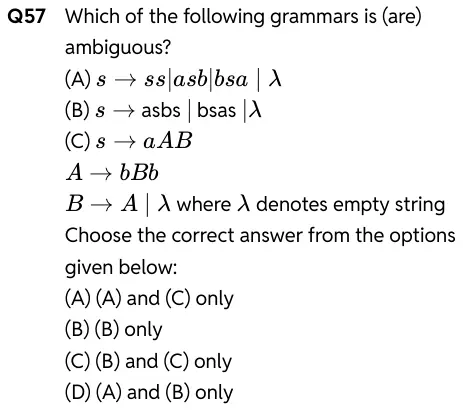 Q57 Which of the following grammars is (are)
ambiguous?
(A) s → ss|asb|bsa | λ
(B) s → asbs | bsas |λ
(C) s → aAB
A → bBb
B → A | λ where λ denotes empty string
Choose the correct answer from the options
given below:
(A) (A) and (C) only
(B) (B) only
(C) (B) and (C) only
(D) (A) and (B) only